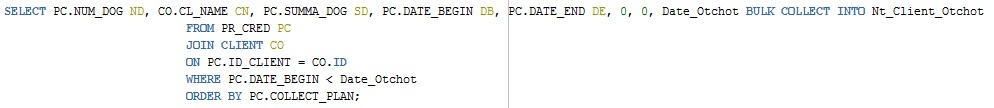 SELECT PC.NUM_DOG ND, CO.CL_NAME CN, PC.SUMMA_DOG SD, PC.DATE_BEGIN DB, PC.DATE_END DE, 0, 0, Date_Otchot BULK COLLECT INTO Nt_Client_Otchot
FROM PR_CRED PC
JOIN CLIENT CO
ON PC.ID_CLIENT = CO.ID
WHERE PC.DATE_BEGIN < Date_Otchot
ORDER BY PC.COLLECT_PLAN;